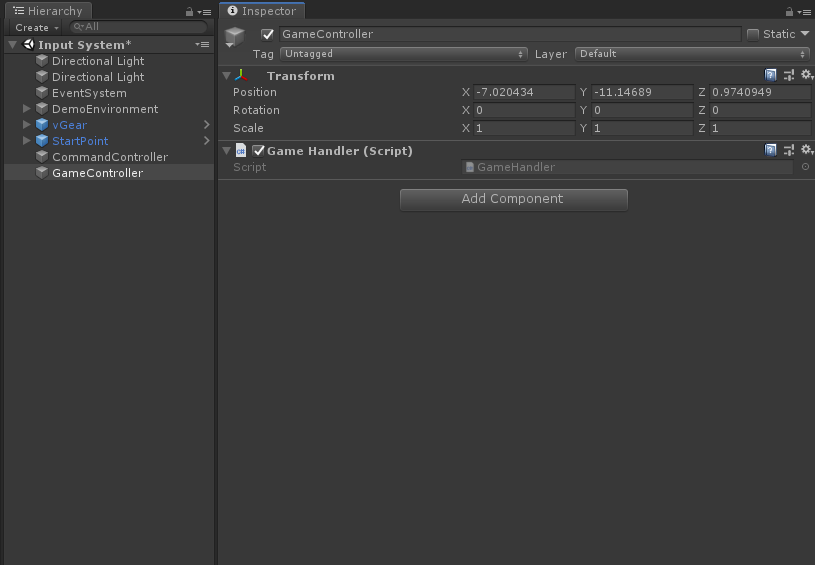 Hierarchy
Create
All
Input System*
Directional Light
Directional Light
EventSystem
DemoEnvironment
vGear
StartPoint
CommandController
GameController
Inspector
GameController
Static
Tag Untagged Layer Default
Transform
Position X -7.020434 Y -11.14689 Z 0.9740949
Rotation X 0 Y 0 Z 0
Scale X 1 Y 1 Z 1
Game Handler (Script)
Script GameHandler
Add Component